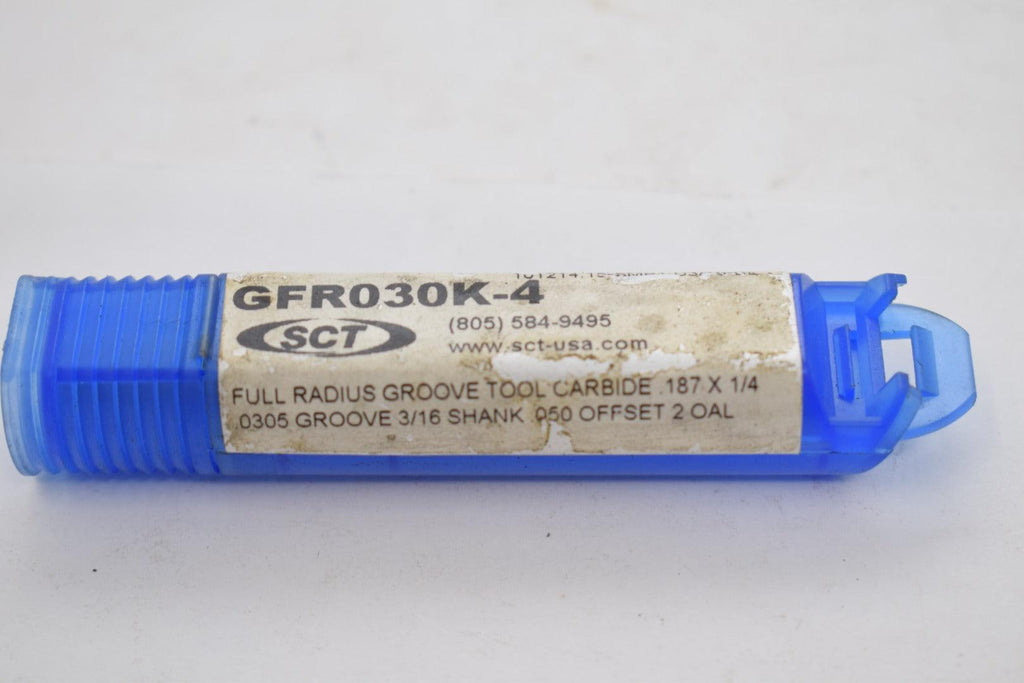 GFR030K-4
SCT
(805) 584-9495
www.sct-usa.com
FULL RADIUS GROOVE TOOL CARBIDE .187 X 1/4
.0305 GROOVE 3/16 SHANK .050 OFFSET 2 OAL